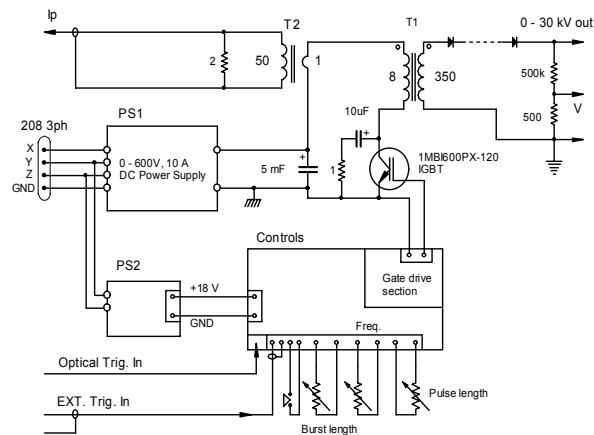 Ip
T2
T1
0 - 30 kV out
2
50
1
8
350
500k
500
V
10uF
PS1
208 3ph
X
Y
Z
GND
0 - 600V, 10 A
DC Power Supply
+
5 mF
+
1
1MBI600PX-120
IGBT
Controls
PS2
Gate drive
section
+18 V
GND
Freq.
Optical Trig. In
EXT. Trig. In
Pulse length
Burst length